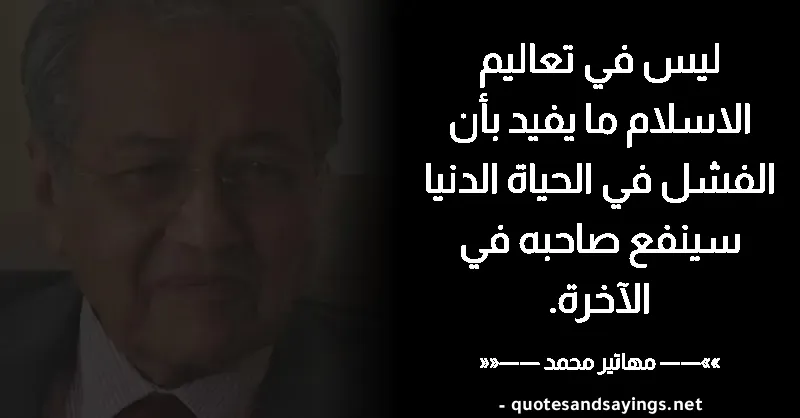 ليس في تعاليم
الاسلام ما يفيد بأن
الفشل في الحياة الدنيا
سينفع صاحبه في
الآخرة.
»»—— مهاتير محمد ——««
- quotesandsayings.net